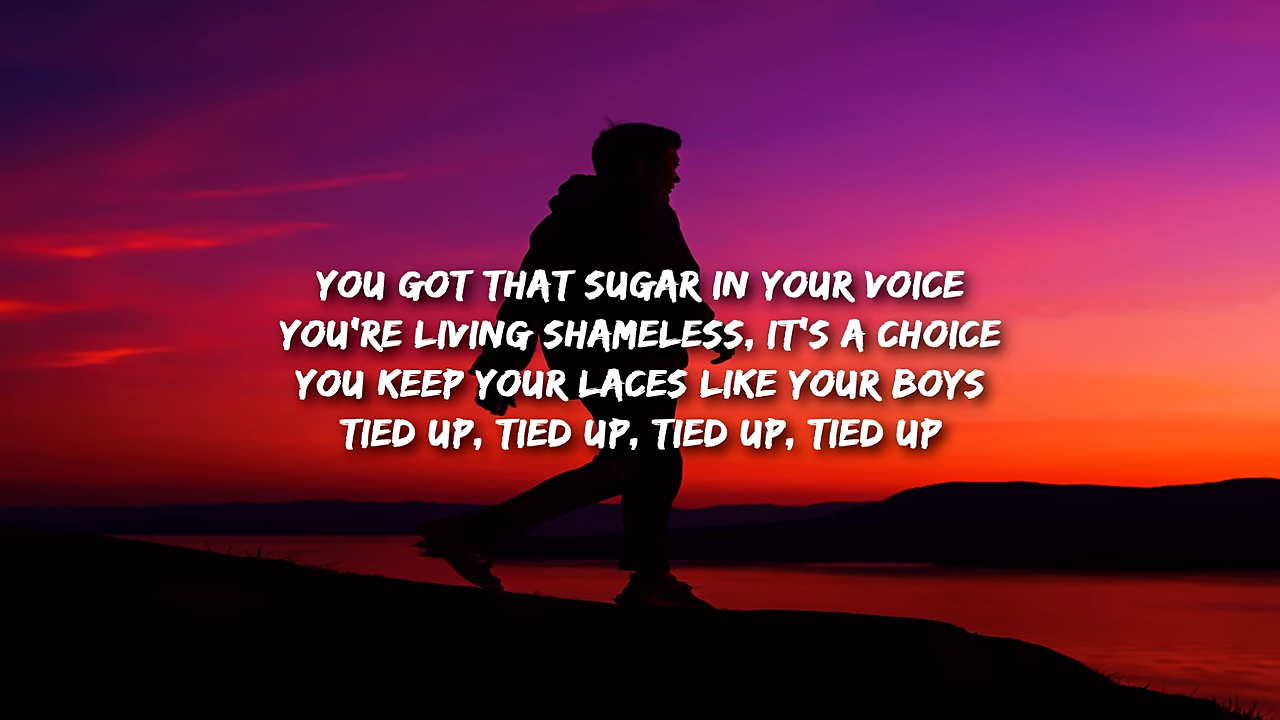 YOU GOT THAT SUGAR IN YOUR VOICE
YOU'RE LIVING SHAMELESS, IT'S A CHOICE
YOU KEEP YOUR LACES LIKE YOUR BOYS
TIED UP, TIED UP, TIED UP, TIED UP